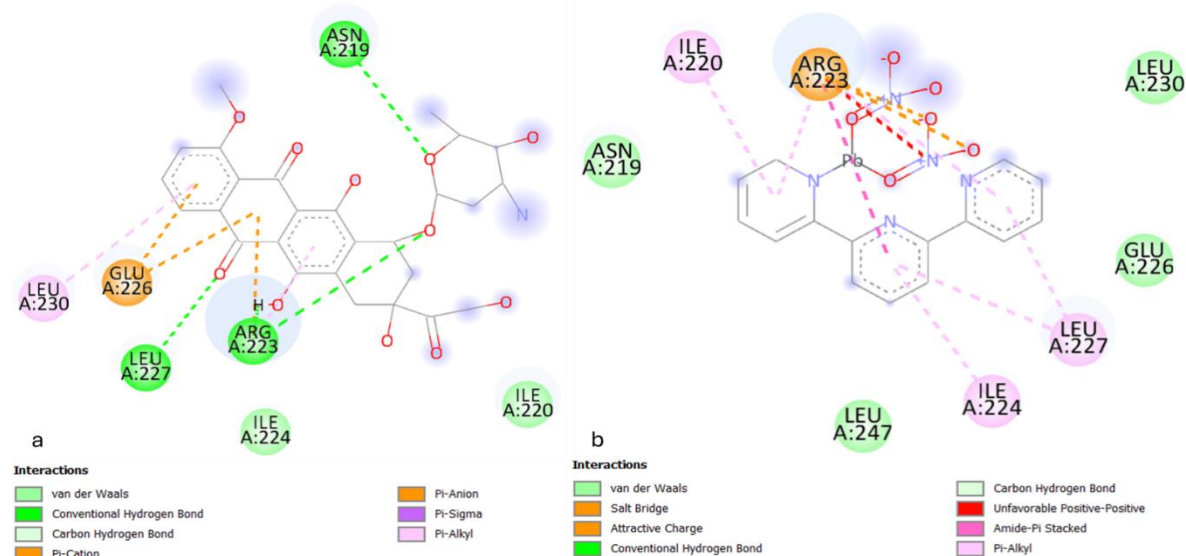 ASN
A:219
O
O
O
O
O
O
N
O
O
H
O
O
O
O
O
GLU
A:226
LEU
A:230
ARG
A:223
LEU
A:227
ILE
A:224
ILE
A:220
a
Interactions
van der Waals
Conventional Hydrogen Bond
Carbon Hydrogen Bond
Pi-Cation
Pi-Anion
Pi-Sigma
Pi-Alkyl
ILE
A:220
ARG
A:223
LEU
A:230
ASN
A:219
-O
+N
O
O
-O
Pb
O
+N
O
N
N
N
GLU
A:226
LEU
A:227
ILE
A:224
LEU
A:247
b
Interactions
van der Waals
Salt Bridge
Attractive Charge
Conventional Hydrogen Bond
Carbon Hydrogen Bond
Unfavorable Positive-Positive
Amide-Pi Stacked
Pi-Alkyl